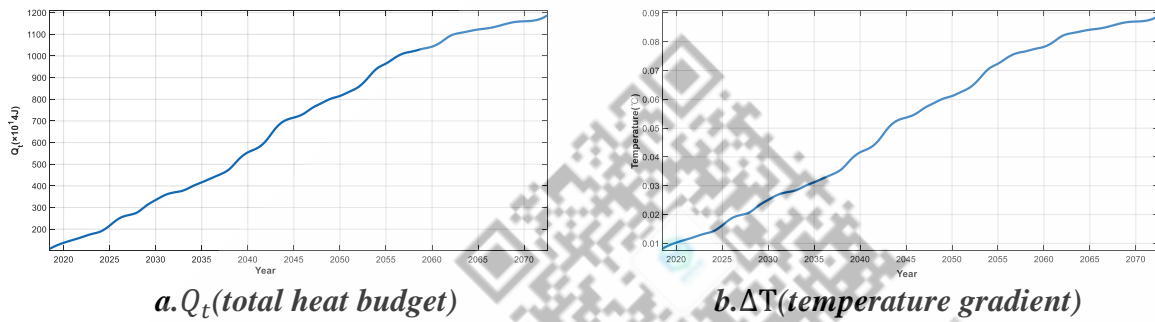 1200
1100
1000
900
800
700
600
500
400
300
200
Qt(×10^14J)
2020 2025 2030 2035 2040 2045 2050 2055 2060 2065 2070
Year
a.Qt(total heat budget)
0.09
0.08
0.07
0.06
0.05
0.04
0.03
0.02
0.01
Temperature(℃)
2020 2025 2030 2035 2040 2045 2050 2055 2060 2065 2070
Year
b.ΔT(temperature gradient)